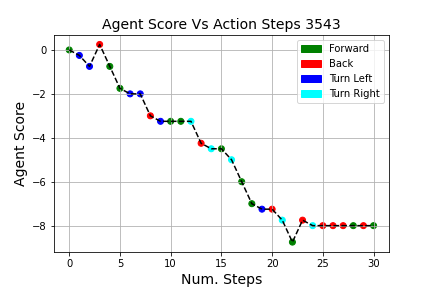 Agent Score Vs Action Steps 3543
Forward
Back
Turn Left
Turn Right
Agent Score
0
−2
−4
−6
−8
0 5 10 15 20 25 30
Num. Steps